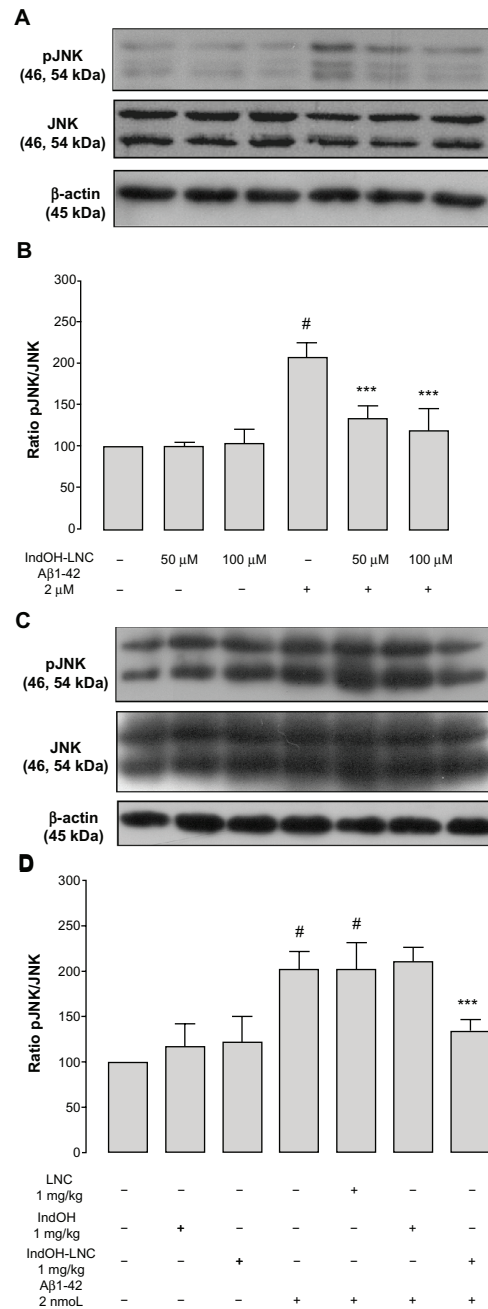 A
pJNK
(46, 54 kDa)
JNK
(46, 54 kDa)
β-actin
(45 kDa)
B
300
250
200
150
100
50
0
Ratio pJNK/JNK
#
***
***
IndOH-LNC – 50 μM 100 μM – 50 μM 100 μM
Aβ1-42
2 μM – – – + + +
C
pJNK
(46, 54 kDa)
JNK
(46, 54 kDa)
β-actin
(45 kDa)
D
300
250
200
150
100
50
0
Ratio pJNK/JNK
#
#
***
LNC
1 mg/kg – – – – + – –
IndOH
1 mg/kg – + – – – + –
IndOH-LNC
1 mg/kg – – + – – – +
Aβ1-42
2 nmoL – – – + + + +